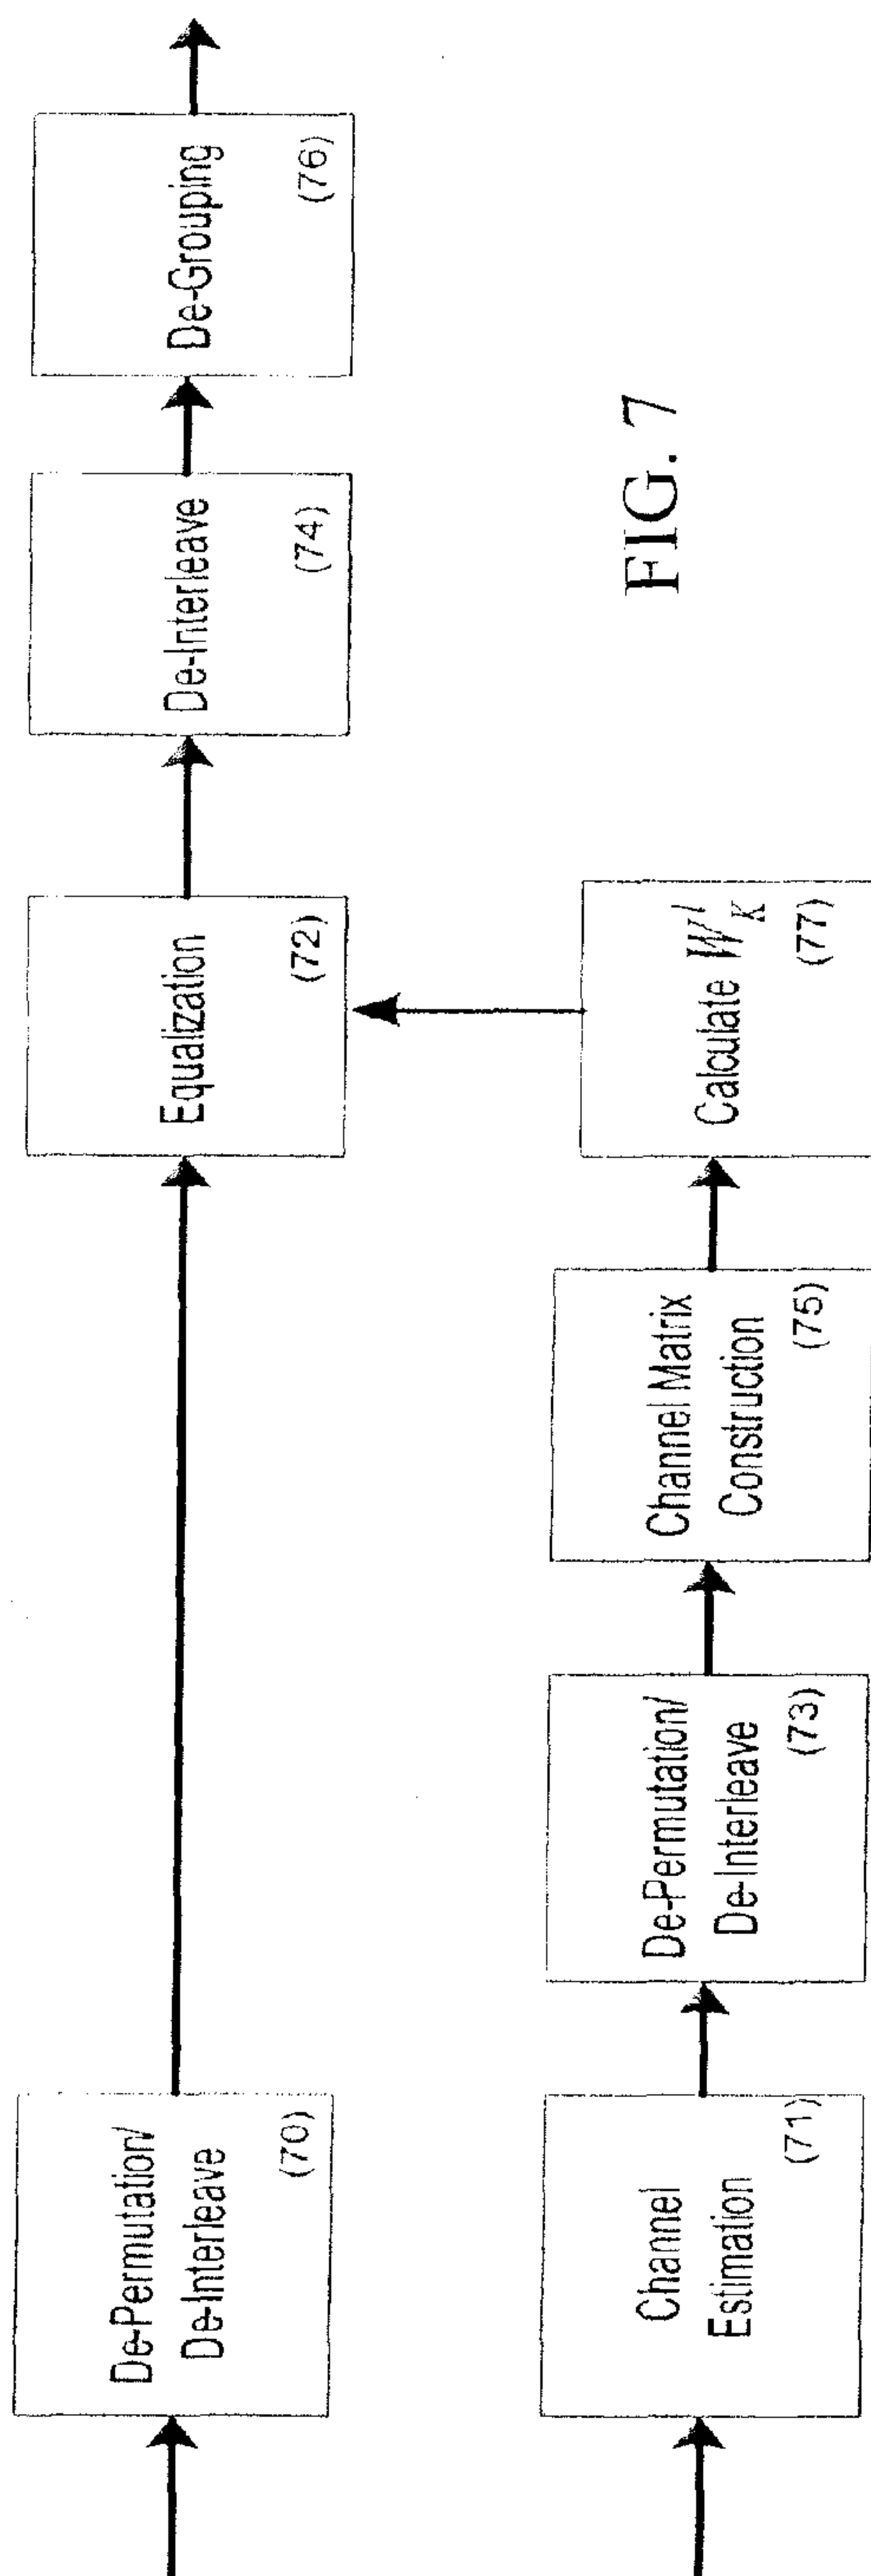 De-Permutation/
De-Interleave
(70)
Equalization
(72)
De-Interleave
(74)
De-Grouping
(76)
Channel
Estimation
(71)
De-Permutation/
De-Interleave
(73)
Channel Matrix
Construction
(75)
Calculate W_K^l
(77)
FIG. 7